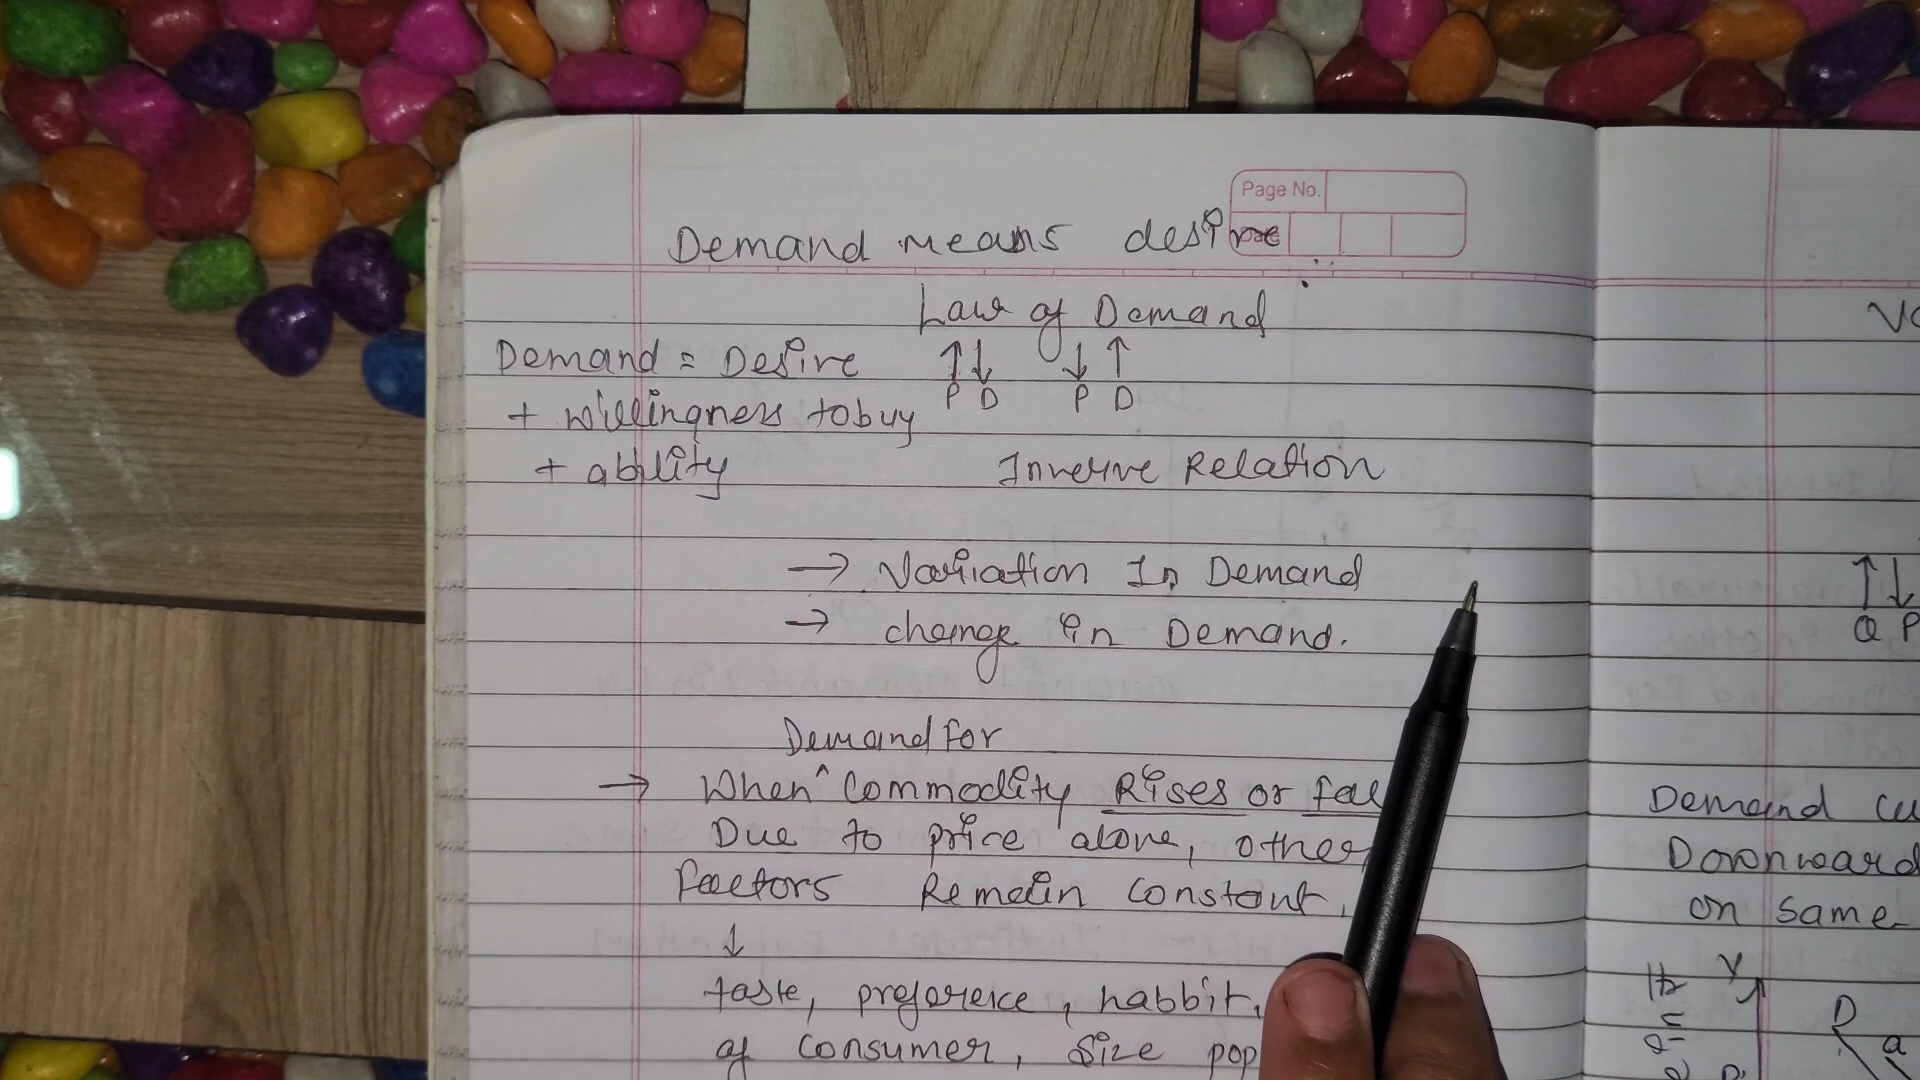 Page No.
Demand means desire
Law of Demand
Demand = Desire ↑↓ ↓↑
+ willingness to buy P D P D
+ ability Inverse Relation
→ Variation In Demand
→ change in Demand.
Demand for
→ When ^ Commodity Rises or fall
Due to price alone, other
factors Remain constant,
↓
taste, preference, habbit,
of consumer, size pop
↑↓
Q P
Demand cu
Downward
on same
Y
D
a